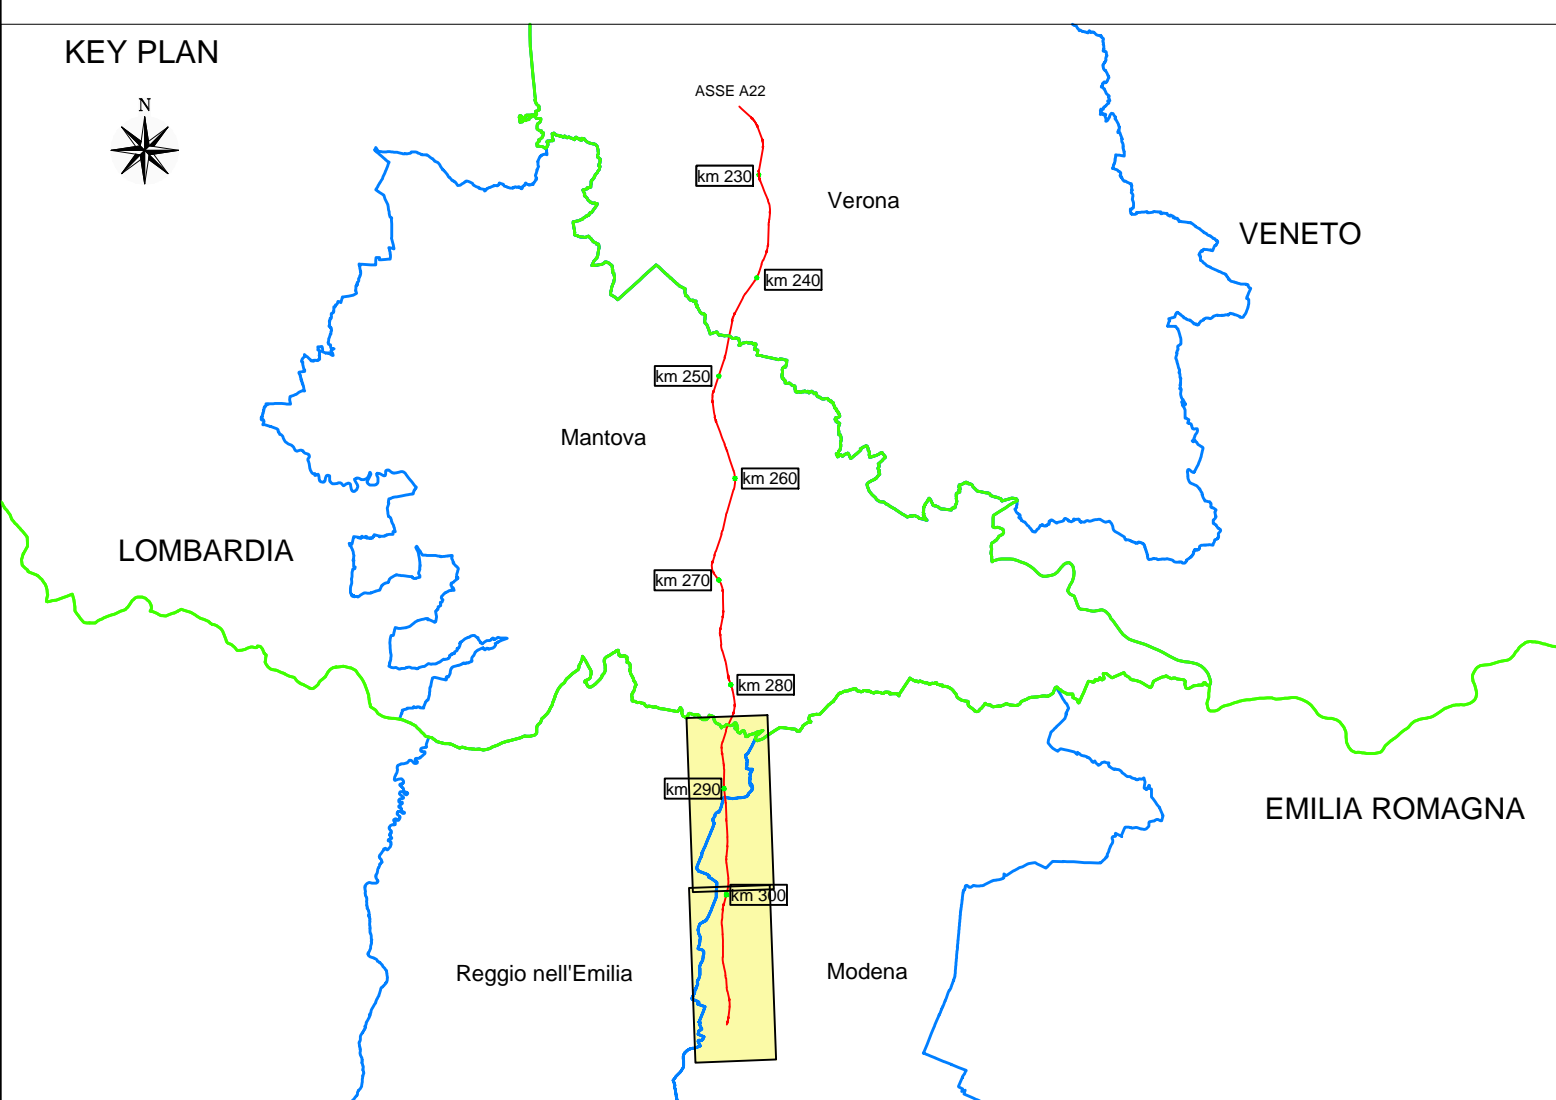 KEY PLAN
N
ASSE A22
km 230
Verona
VENETO
km 240
km 250
Mantova
km 260
LOMBARDIA
km 270
km 280
km 290
EMILIA ROMAGNA
km 300
Reggio nell'Emilia
Modena